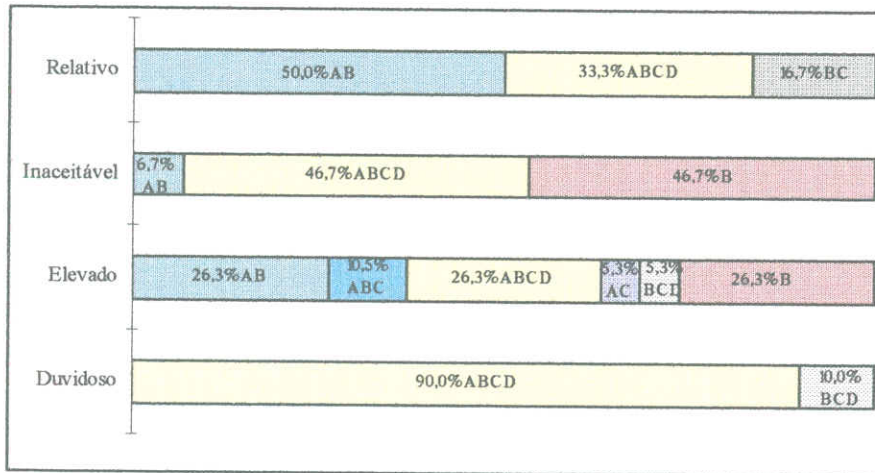 Relativo
50,0%AB
33,3%ABCD
16,7%BC
Inaceitável
6,7%
AB
46,7%ABCD
46,7%B
Elevado
26,3%AB
10,5%
ABC
26,3%ABCD
5,3%
AC
5,3%
BCD
26,3%B
Duvidoso
90,0%ABCD
10,0%
BCD